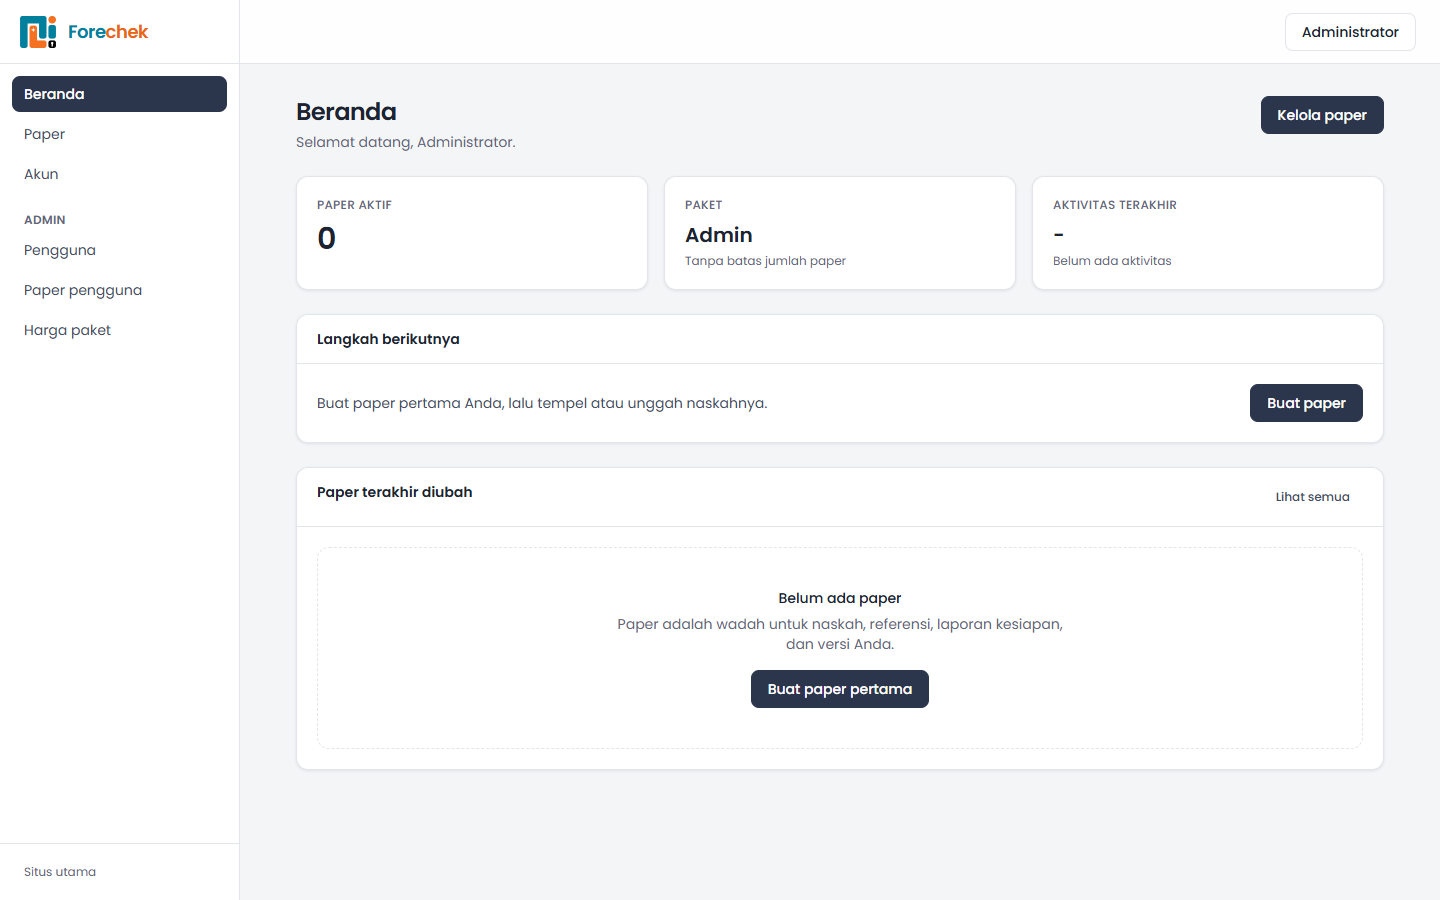 Forechek
Administrator
Beranda
Paper
Akun
ADMIN
Pengguna
Paper pengguna
Harga paket
Situs utama
Beranda
Selamat datang, Administrator.
Kelola paper
PAPER AKTIF
0
PAKET
Admin
Tanpa batas jumlah paper
AKTIVITAS TERAKHIR
-
Belum ada aktivitas
Langkah berikutnya
Buat paper pertama Anda, lalu tempel atau unggah naskahnya.
Buat paper
Paper terakhir diubah
Lihat semua
Belum ada paper
Paper adalah wadah untuk naskah, referensi, laporan kesiapan,
dan versi Anda.
Buat paper pertama